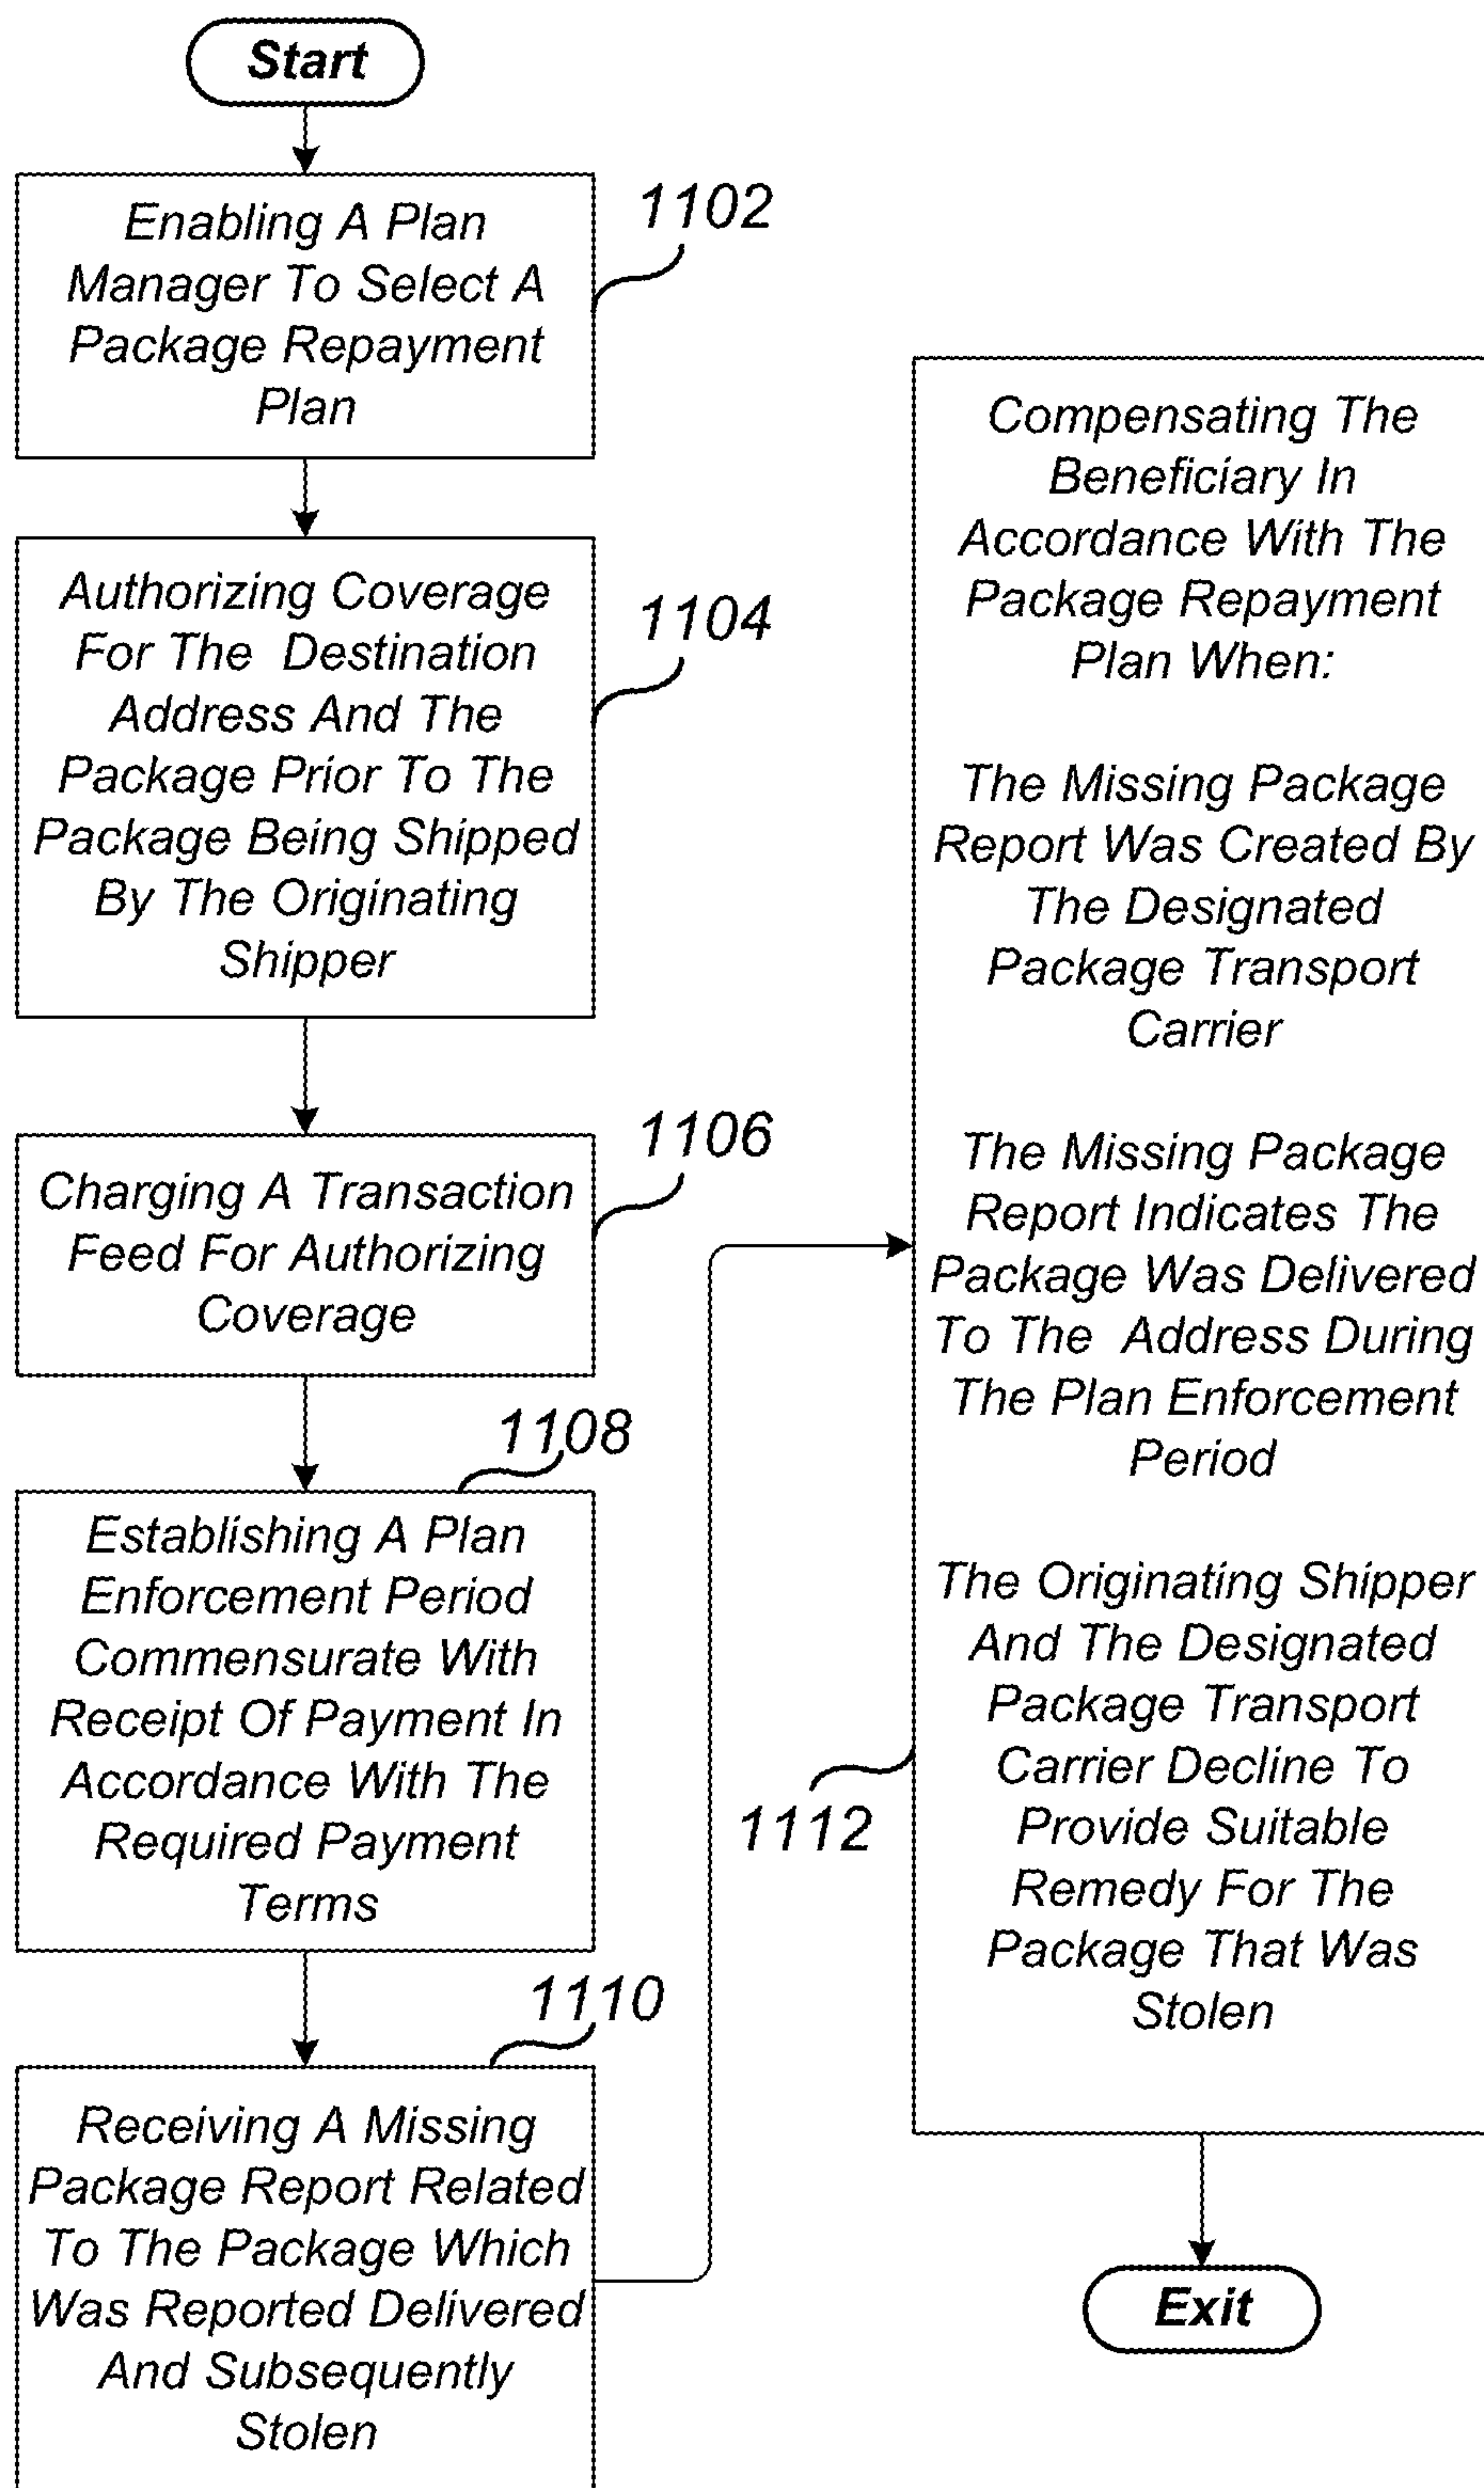 Start
Enabling A Plan
Manager To Select A
Package Repayment
Plan
1102
Authorizing Coverage
For The Destination
Address And The
Package Prior To The
Package Being Shipped
By The Originating
Shipper
1104
Charging A Transaction
Feed For Authorizing
Coverage
1106
Establishing A Plan
Enforcement Period
Commensurate With
Receipt Of Payment In
Accordance With The
Required Payment
Terms
1108
Receiving A Missing
Package Report Related
To The Package Which
Was Reported Delivered
And Subsequently
Stolen
1110
Compensating The
Beneficiary In
Accordance With The
Package Repayment
Plan When:
The Missing Package
Report Was Created By
The Designated
Package Transport
Carrier
The Missing Package
Report Indicates The
Package Was Delivered
To The Address During
The Plan Enforcement
Period
The Originating Shipper
And The Designated
Package Transport
Carrier Decline To
Provide Suitable
Remedy For The
Package That Was
Stolen
1112
Exit